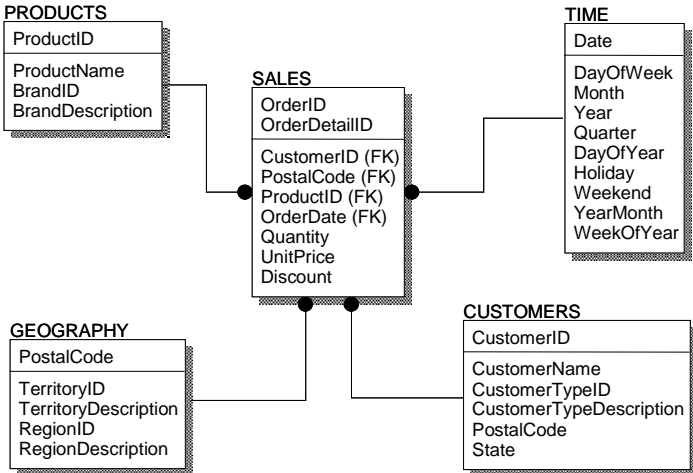 PRODUCTS
ProductID
ProductName
BrandID
BrandDescription
SALES
OrderID
OrderDetailID
CustomerID (FK)
PostalCode (FK)
ProductID (FK)
OrderDate (FK)
Quantity
UnitPrice
Discount
TIME
Date
DayOfWeek
Month
Year
Quarter
DayOfYear
Holiday
Weekend
YearMonth
WeekOfYear
GEOGRAPHY
PostalCode
TerritoryID
TerritoryDescription
RegionID
RegionDescription
CUSTOMERS
CustomerID
CustomerName
CustomerTypeID
CustomerTypeDescription
PostalCode
State